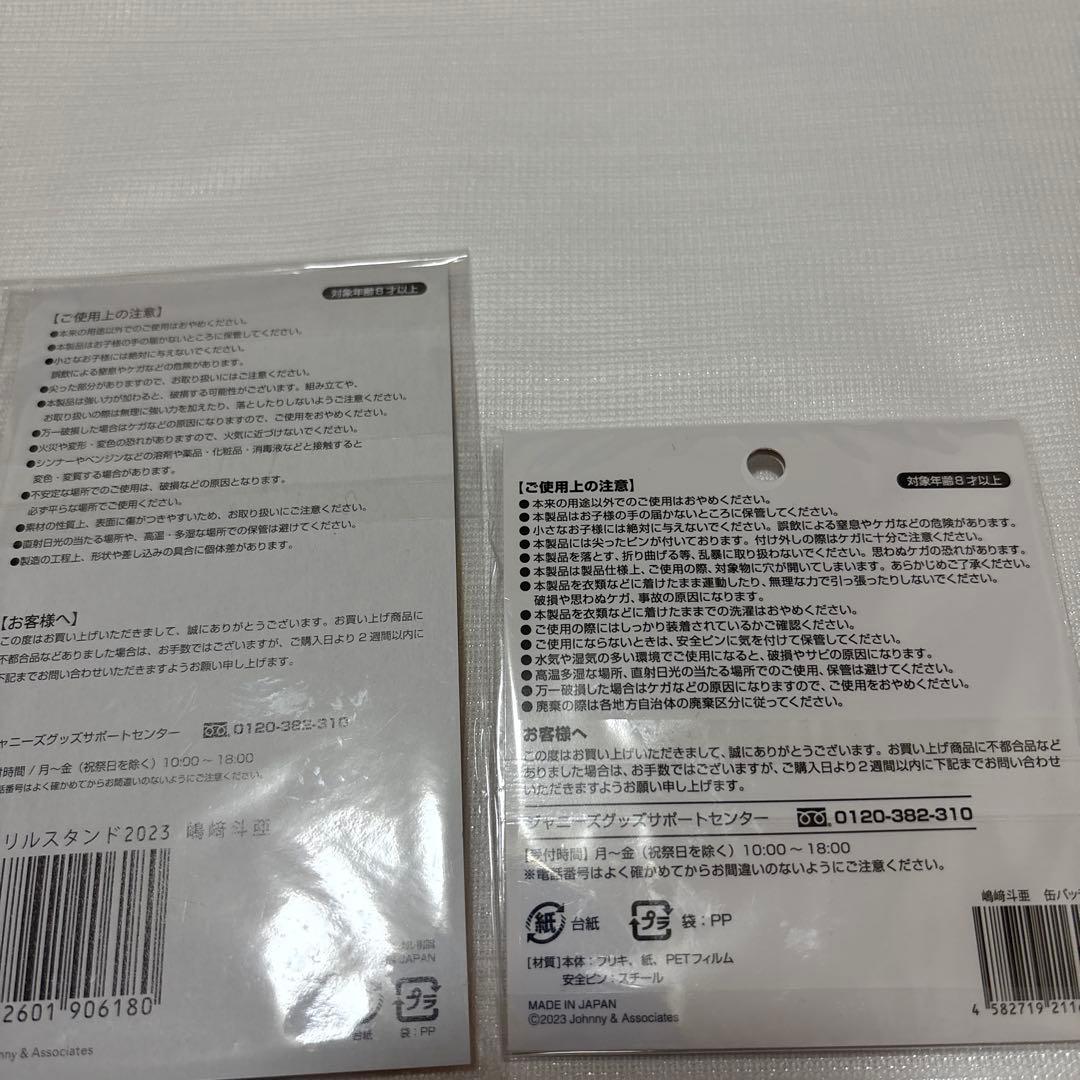 対象年齢8才以上
【ご使用上の注意】
●本来の用途以外でのご使用はおやめください。
●本製品はお子様の手の届かないところに保管してください。
●小さなお子様には絶対に与えないでください。
誤飲による窒息やケガなどの危険があります。
●尖った部分がありますので、お取り扱いにはご注意ください。
●本製品は強い力が加わると、破損する可能性がございます。組み立てや、
お取り扱いの際は無理に強い力を加えたり、落としたりしないようご注意ください。
●万一破損した場合はケガなどの原因になりますので、ご使用をおやめください。
●火災や変形・変色の恐れがありますので、火気に近づけないでください。
●シンナーやベンジンなどの溶剤や薬品・化粧品・消毒液などと接触すると
変色・変質する場合があります。
●不安定な場所でのご使用は、破損などの原因となります。
必ず平らな場所でご使用ください。
●素材の性質上、表面に傷がつきやすいため、お取り扱いにご注意ください。
●直射日光の当たる場所や、高温・多湿な場所での保管は避けてください。
●製造の工程上、形状や差し込みの具合に個体差があります。
【お客様へ】
この度はお買い上げいただきまして、誠にありがとうございます。お買い上げ商品に
不都合品などありました場合は、お手数ではございますが、ご購入日より2週間以内に
下記までお問い合わせいただきますようお願い申し上げます。
ャニーズグッズサポートセンター 0120-382-310
付時間/月～金（祝祭日を除く）10:00～18:00
話番号はよく確かめてからお間違いのないようにご注意ください。
リルスタンド2023 嶋﨑斗亜
2601 906180
N JAPAN
プラ
台紙 袋：PP
nny & Associates
【ご使用上の注意】 対象年齢8才以上
●本来の用途以外でのご使用はおやめください。
●本製品はお子様の手の届かないところに保管してください。
●小さなお子様には絶対に与えないでください。誤飲による窒息やケガなどの危険があります。
●本製品には尖ったピンが付いております。付け外しの際はケガに十分ご注意ください。
●本製品を落とす、折り曲げる等、乱暴に取り扱わないでください。思わぬケガの恐れがあります。
●本製品は製品仕様上、ご使用の際、対象物に穴が開いてしまいます。あらかじめご了承ください。
●本製品を衣類などに着けたまま運動したり、無理な力で引っ張ったりしないでください。
破損や思わぬケガ、事故の原因になります。
●本製品を衣類などに着けたままでの洗濯はおやめください。
●ご使用の際にはしっかり装着されているかご確認ください。
●ご使用にならないときは、安全ピンに気を付けて保管してください。
●水気や湿気の多い環境でご使用になると、破損やサビの原因になります。
●高温多湿な場所、直射日光の当たる場所でのご使用、保管は避けてください。
●万一破損した場合はケガなどの原因になりますので、ご使用をおやめください。
●廃棄の際は各地方自治体の廃棄区分に従ってください。
お客様へ
この度はお買い上げいただきまして、誠にありがとうございます。お買い上げ商品に不都合品など
ありました場合は、お手数ではございますが、ご購入日より2週間以内に下記までお問い合わせ
いただきますようお願い申し上げます。
ジャニーズグッズサポートセンター 0120-382-310
【受付時間】月～金（祝祭日を除く）10:00～18:00
※電話番号はよく確かめてからお間違いのないようにご注意ください。
嶋﨑斗亜 缶バッ
紙 台紙 プラ 袋：PP
[材質]本体：ブリキ、紙、PETフィルム
安全ピン：スチール
MADE IN JAPAN
©2023 Johnny & Associates
4 582719 211